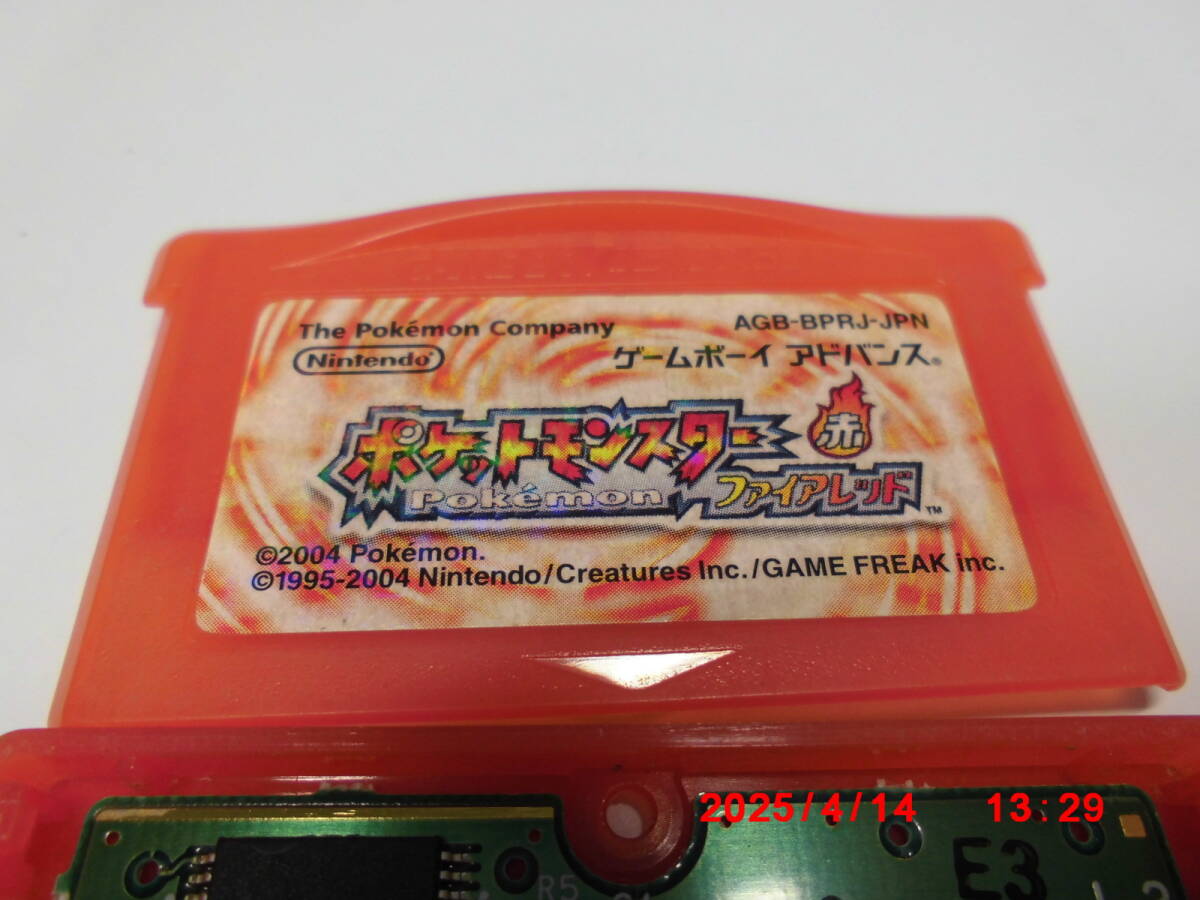 The Pokémon Company
AGB-BPRJ-JPN
Nintendo
ゲームボーイ アドバンス®
ポケットモンスター
赤
Pokémon
ファイアレッド
TM
©2004 Pokémon.
©1995-2004 Nintendo/Creatures Inc./GAME FREAK inc.
2025/4/14 13:29
R5
E3